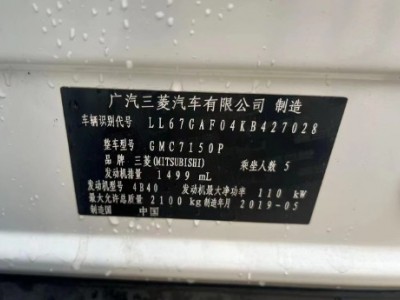 广汽三菱汽车有限公司 制造
车辆识别代号 LL67GAF04KB427028
整车型号 GMC7150P
品牌 三菱(MITSUBISHI) 乘坐人数 5
发动机排量 1499 mL
发动机型号 4B40 发动机最大净功率 110 kW
最大允许总质量 2100 kg 制造年月 2019-05
制造国 中国